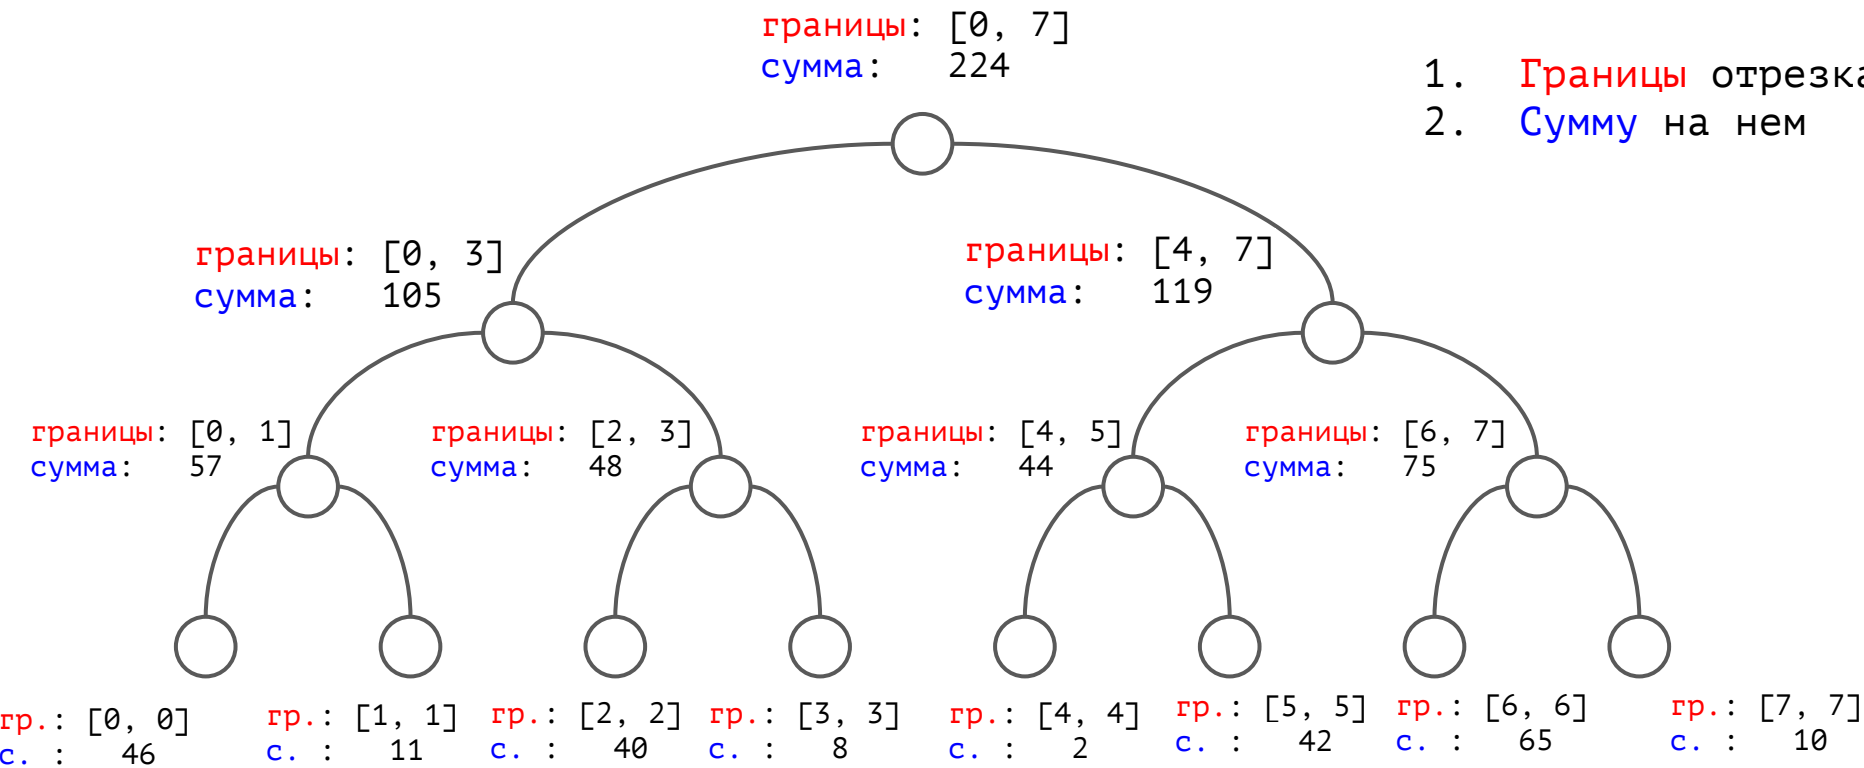 границы: [0, 7]
сумма: 224
1. Границы отрезка
2. Сумму на нем
границы: [0, 3]
сумма: 105
границы: [4, 7]
сумма: 119
границы: [0, 1]
сумма: 57
границы: [2, 3]
сумма: 48
границы: [4, 5]
сумма: 44
границы: [6, 7]
сумма: 75
гр.: [0, 0]
с. : 46
гр.: [1, 1]
с. : 11
гр.: [2, 2]
с. : 40
гр.: [3, 3]
с. : 8
гр.: [4, 4]
с. : 2
гр.: [5, 5]
с. : 42
гр.: [6, 6]
с. : 65
гр.: [7, 7]
с. : 10